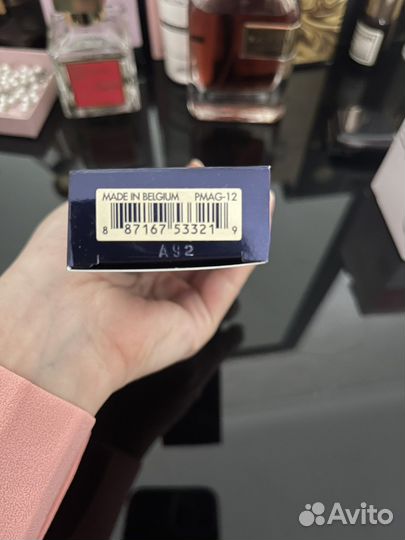 MADE IN BELGIUM PMAG-12
8 87167 53321 9
A92
Avito